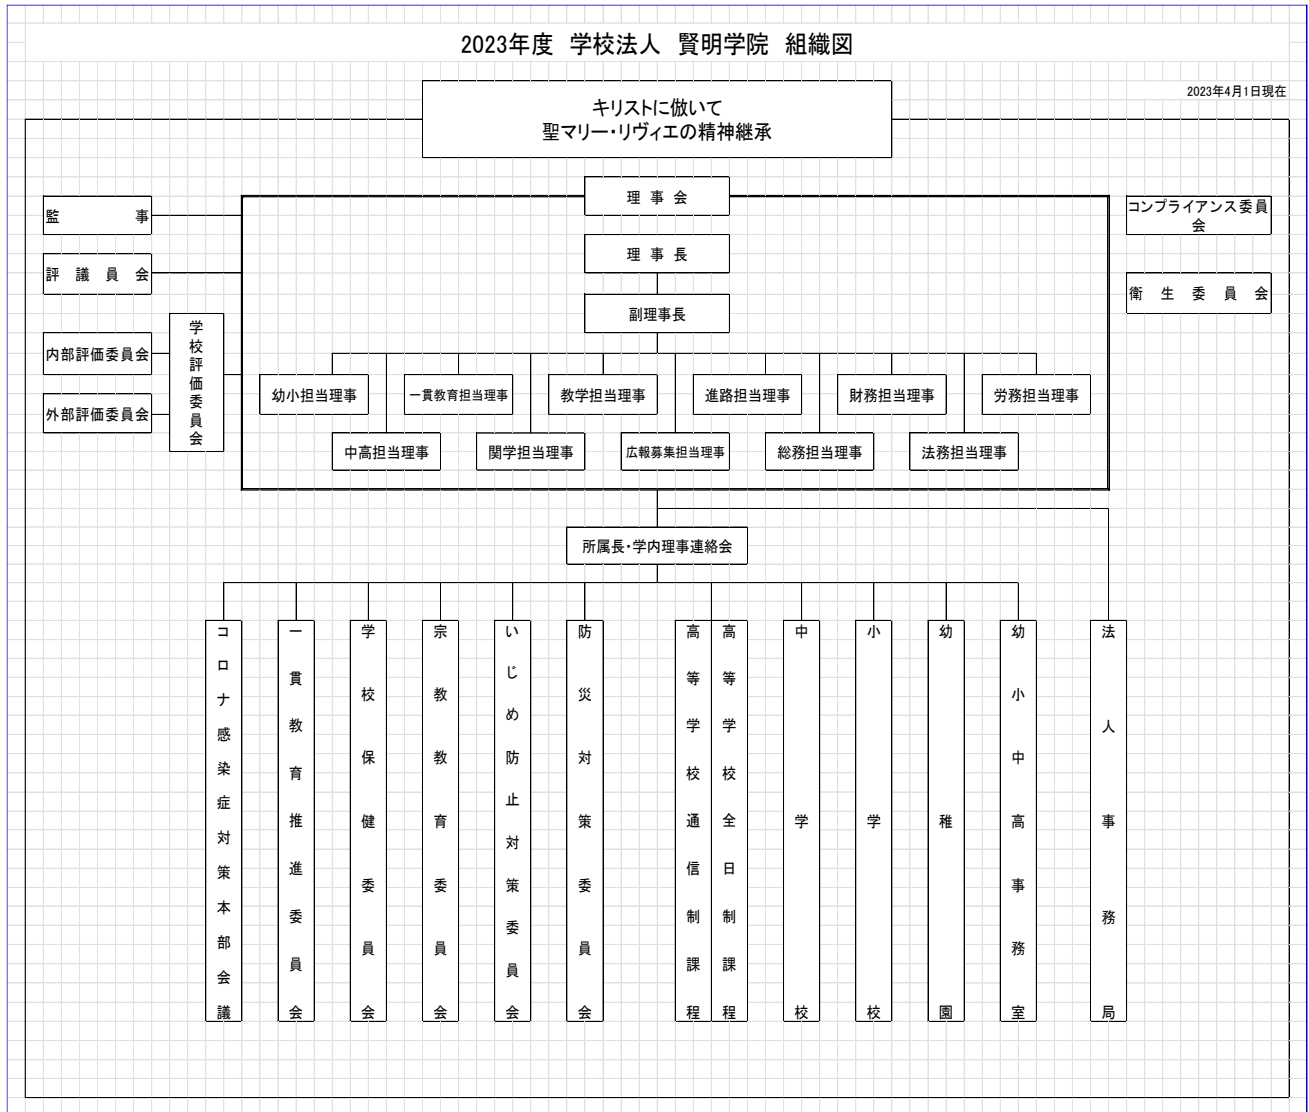 2023年度 学校法人 賢明学院 組織図
2023年4月1日現在
キリストに倣いて
聖マリー・リヴィエの精神継承
理事会
監事
コンプライアンス委員
会
理事長
評議員会
衛生委員会
副理事長
学校評価委員会
内部評価委員会
外部評価委員会
幼小担当理事
一貫教育担当理事
教学担当理事
進路担当理事
財務担当理事
労務担当理事
中高担当理事
関学担当理事
広報募集担当理事
総務担当理事
法務担当理事
所属長・学内理事連絡会
コロナ感染症対策本部会議
一貫教育推進委員会
学校保健委員会
宗教教育委員会
いじめ防止対策委員会
防災対策委員会
高等学校通信制課程
高等学校全日制課程
中学校
小学校
幼稚園
幼小中高事務室
法人事務局